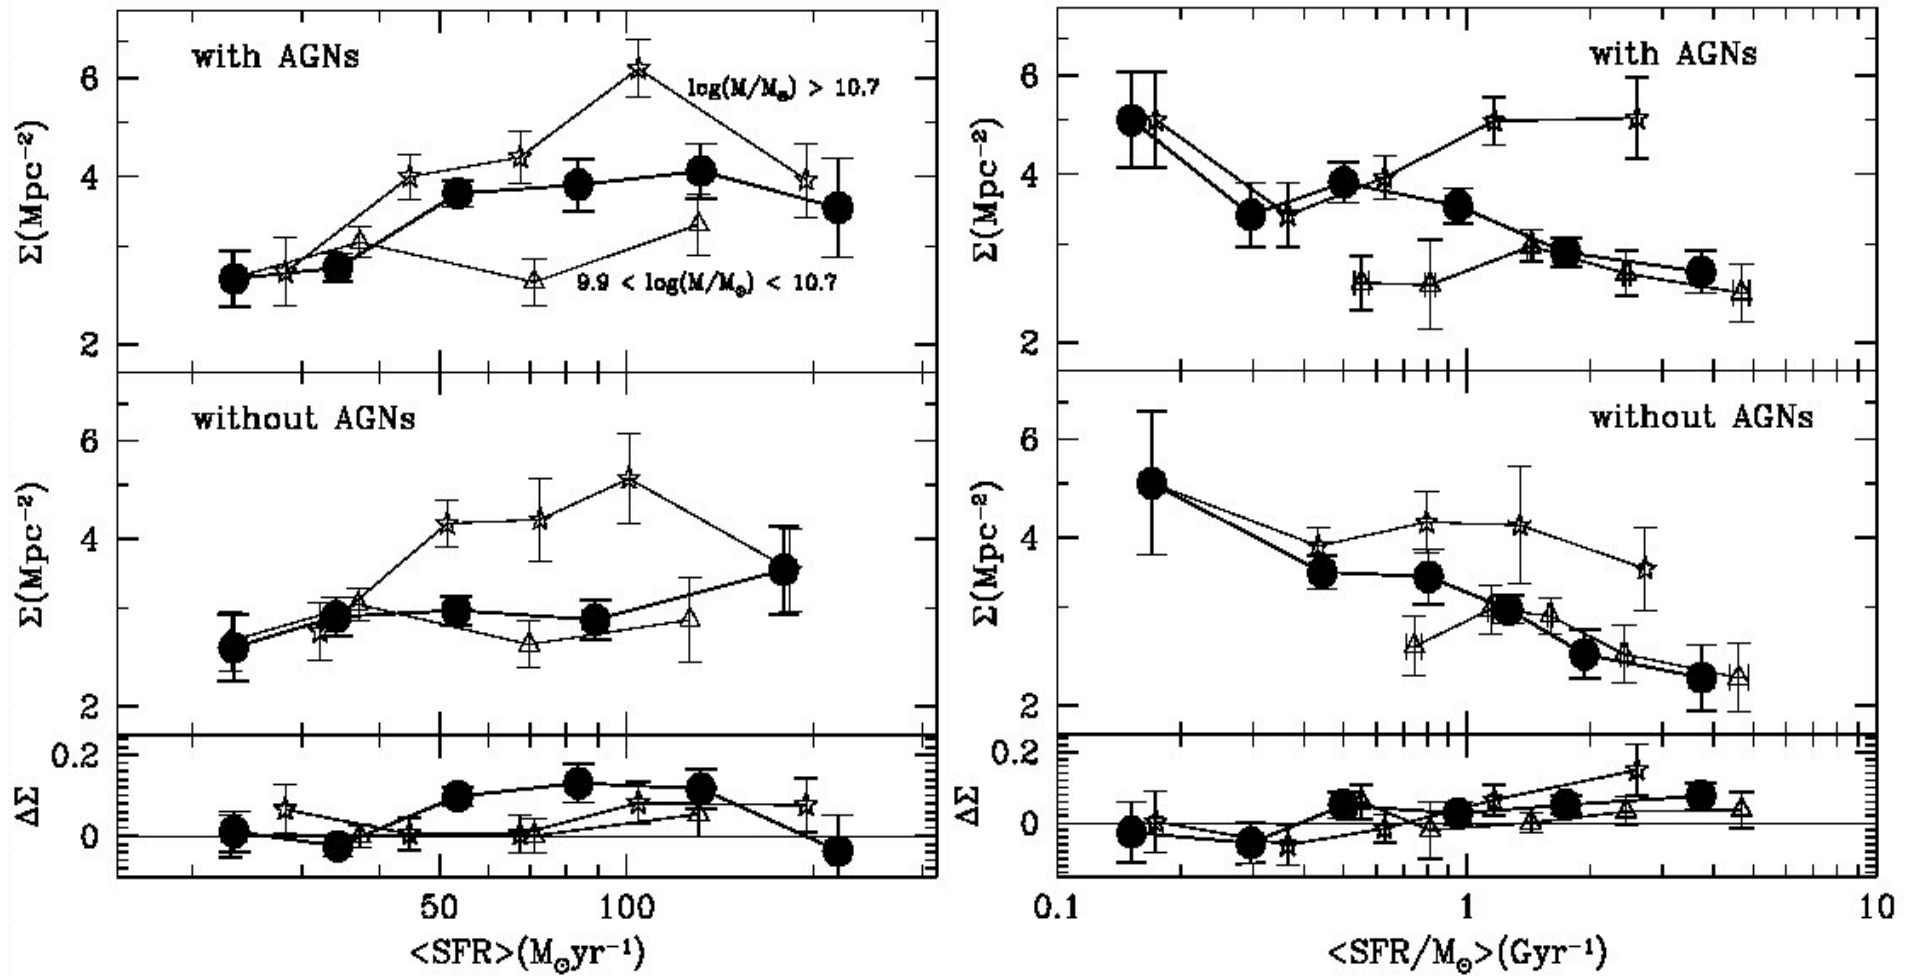 with AGNs
log(M/M⊙) > 10.7
9.9 < log(M/M⊙) < 10.7
Σ(Mpc⁻²)
6
4
2
without AGNs
Σ(Mpc⁻²)
6
4
2
ΔΣ
0.2
0
50 100
<SFR>(M⊙yr⁻¹)
with AGNs
Σ(Mpc⁻²)
6
4
2
without AGNs
Σ(Mpc⁻²)
6
4
2
ΔΣ
0.2
0
0.1 1 10
<SFR/M⊙>(Gyr⁻¹)